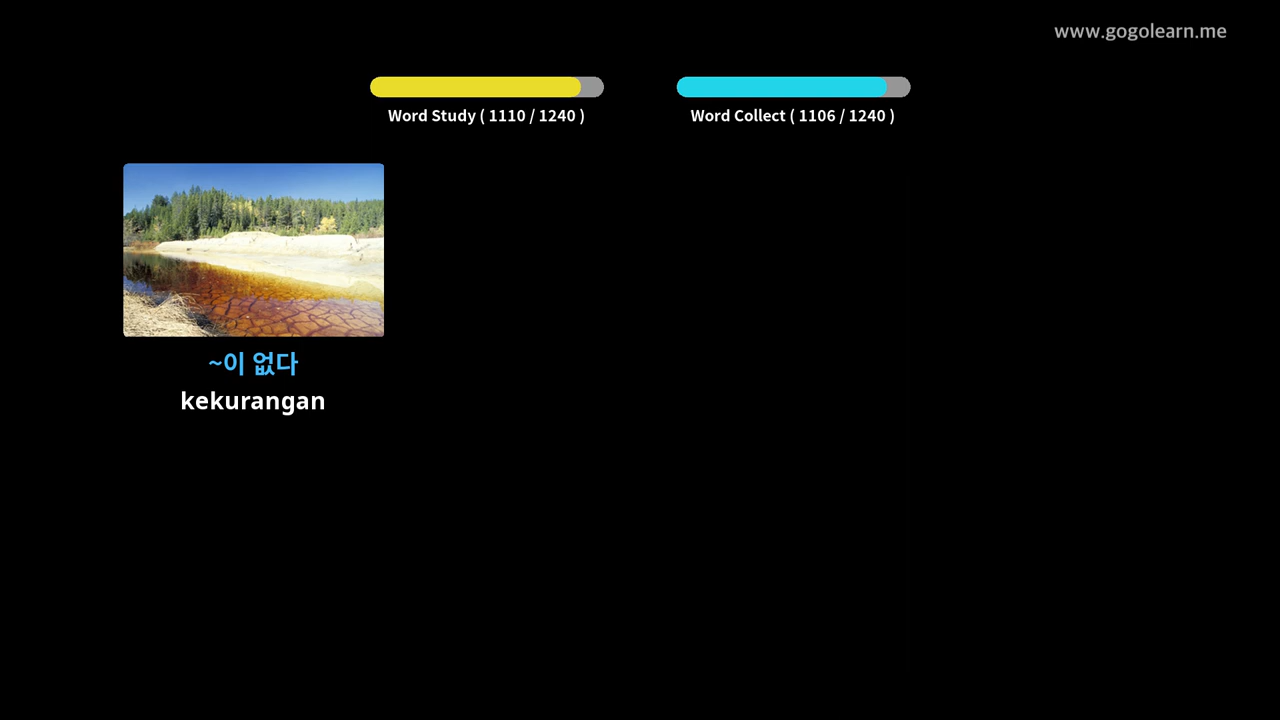 www.gogolearn.me
Word Study ( 1110 / 1240 )
Word Collect ( 1106 / 1240 )
~이 없다
kekurangan